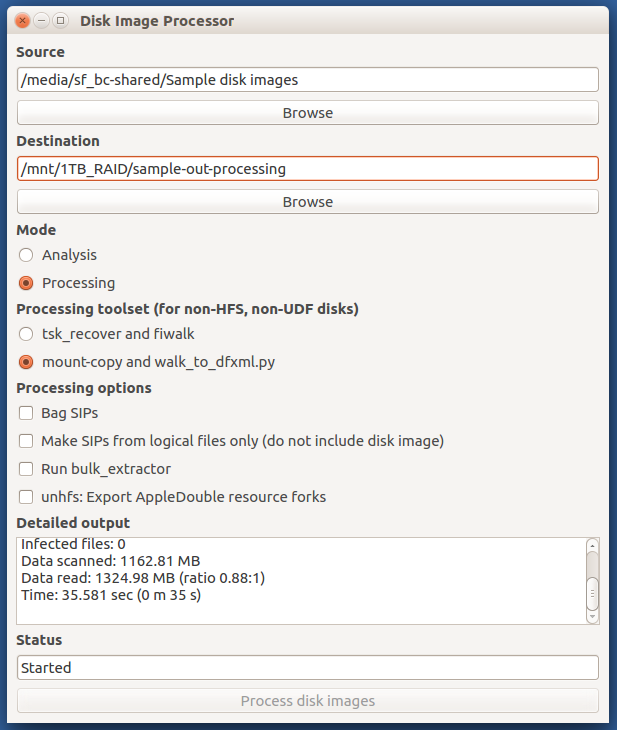 Disk Image Processor
Source
/media/sf_bc-shared/Sample disk images
Browse
Destination
/mnt/1TB_RAID/sample-out-processing
Browse
Mode
Analysis
Processing
Processing toolset (for non-HFS, non-UDF disks)
tsk_recover and fiwalk
mount-copy and walk_to_dfxml.py
Processing options
Bag SIPs
Make SIPs from logical files only (do not include disk image)
Run bulk_extractor
unhfs: Export AppleDouble resource forks
Detailed output
Infected files: 0
Data scanned: 1162.81 MB
Data read: 1324.98 MB (ratio 0.88:1)
Time: 35.581 sec (0 m 35 s)
Status
Started
Process disk images